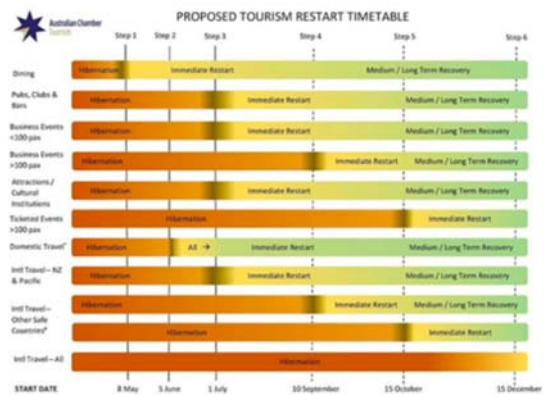 Australian Chamber
Tourism
PROPOSED TOURISM RESTART TIMETABLE
Step 1 Step 2 Step 3 Step 4 Step 5 Step 6
Dining Hibernation Immediate Restart Medium / Long Term Recovery
Pubs, Clubs &
Bars Hibernation Immediate Restart Medium / Long Term Recovery
Business Events
<100 pax Hibernation Immediate Restart Medium / Long Term Recovery
Business Events
>100 pax Hibernation Immediate Restart Medium / Long Term Recovery
Attractions /
Cultural
Institutions Hibernation Immediate Restart Medium / Long Term Recovery
Ticketed Events
>100 pax Hibernation Immediate Restart
Domestic Travel* Hibernation All → Immediate Restart Medium / Long Term Recovery
Intl Travel – NZ
& Pacific Hibernation Immediate Restart Medium / Long Term Recovery
Intl Travel –
Other Safe
Countries# Hibernation Immediate Restart Medium / Long Term Recovery
Hibernation Immediate Restart
Intl Travel – All Hibernation
START DATE 8 May 5 June 1 July 10 September 15 October 15 December